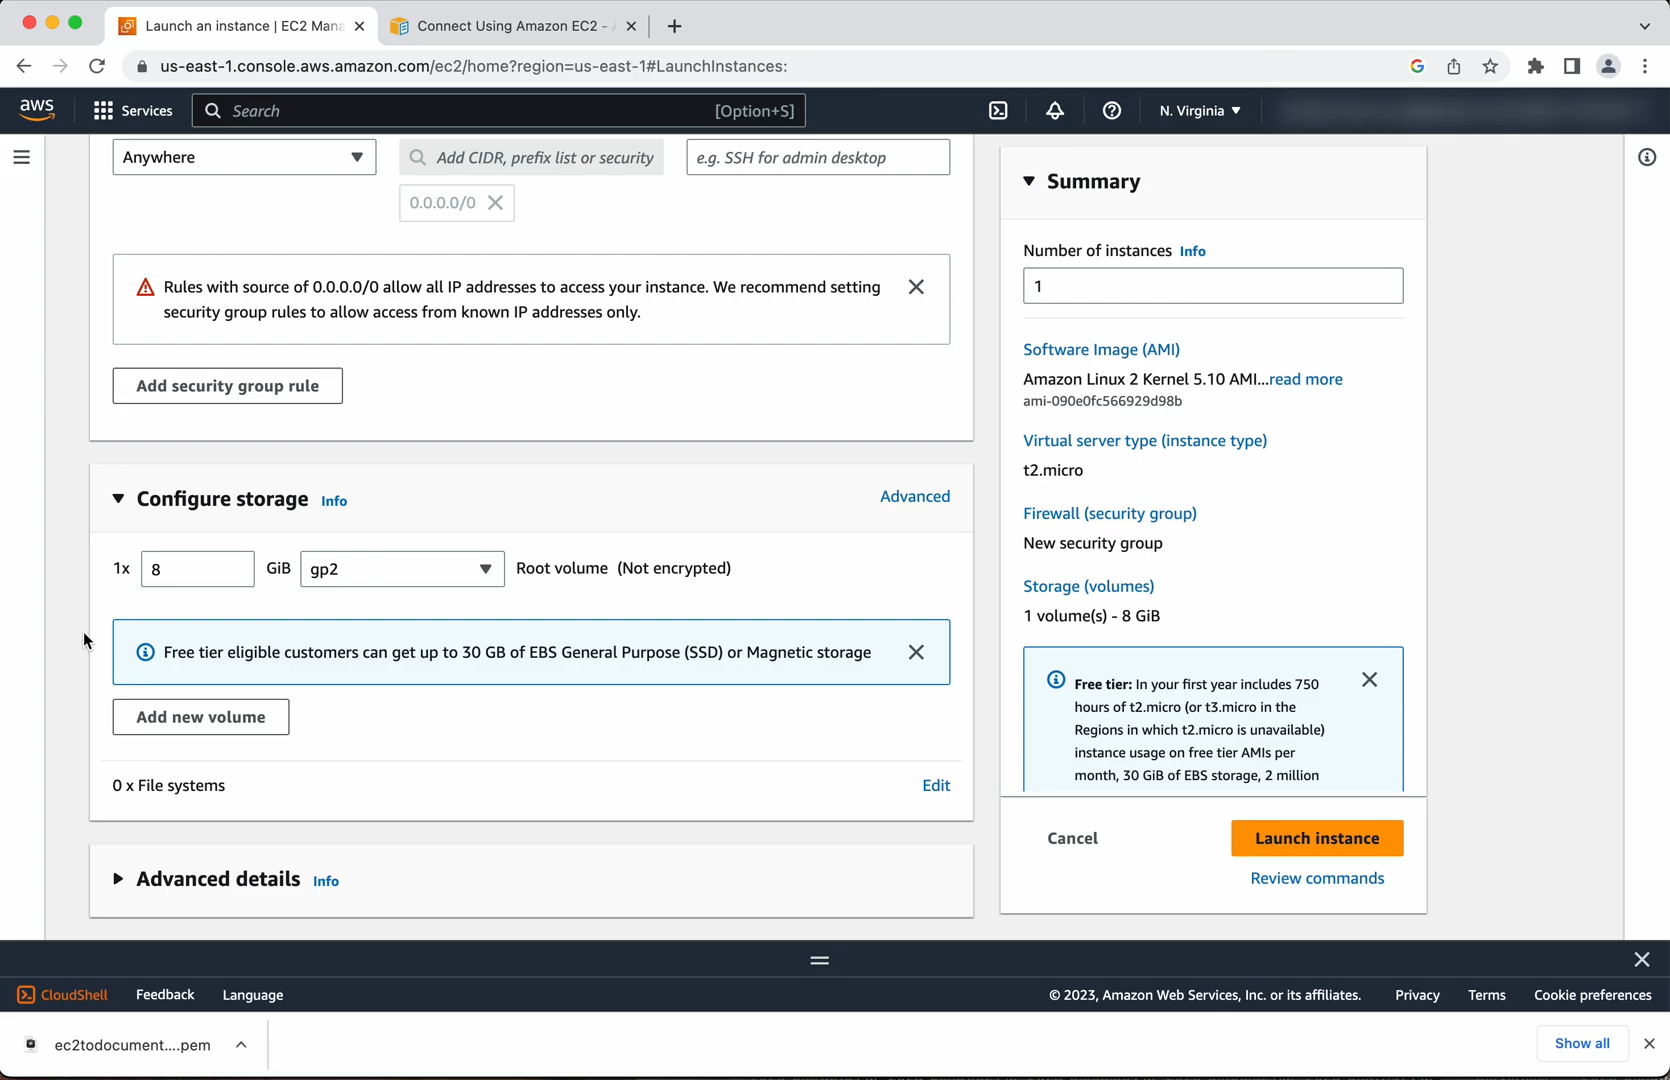 Launch an instance | EC2 Mana
Connect Using Amazon EC2 -
us-east-1.console.aws.amazon.com/ec2/home?region=us-east-1#LaunchInstances:
aws
Services
Search
[Option+S]
N. Virginia
Anywhere
Add CIDR, prefix list or security
e.g. SSH for admin desktop
0.0.0.0/0
Rules with source of 0.0.0.0/0 allow all IP addresses to access your instance. We recommend setting
security group rules to allow access from known IP addresses only.
Add security group rule
Configure storage Info
Advanced
1x 8 GiB gp2 Root volume (Not encrypted)
Free tier eligible customers can get up to 30 GB of EBS General Purpose (SSD) or Magnetic storage
Add new volume
0 x File systems
Edit
Advanced details Info
Summary
Number of instances Info
1
Software Image (AMI)
Amazon Linux 2 Kernel 5.10 AMI...read more
ami-090e0fc566929d98b
Virtual server type (instance type)
t2.micro
Firewall (security group)
New security group
Storage (volumes)
1 volume(s) - 8 GiB
Free tier: In your first year includes 750
hours of t2.micro (or t3.micro in the
Regions in which t2.micro is unavailable)
instance usage on free tier AMIs per
month, 30 GiB of EBS storage, 2 million
Cancel
Launch instance
Review commands
CloudShell
Feedback
Language
© 2023, Amazon Web Services, Inc. or its affiliates.
Privacy
Terms
Cookie preferences
ec2todocument....pem
Show all